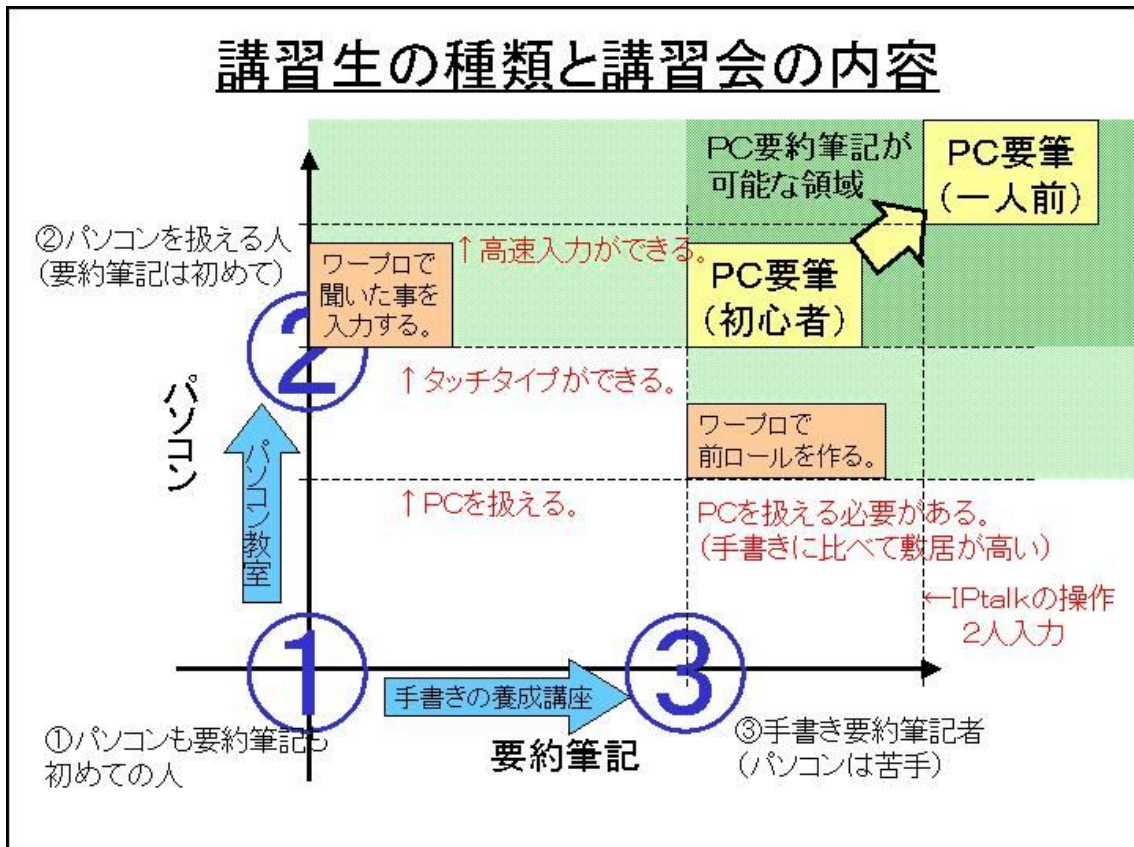 講習生の種類と講習会の内容
PC要約筆記が
可能な領域
PC要筆
(一人前)
②パソコンを扱える人
(要約筆記は初めて)
ワープロで
聞いた事を
入力する。
↑高速入力ができる。
PC要筆
(初心者)
②
↑タッチタイプができる。
パソコン
パソコン教室
ワープロで
前ロールを作る。
↑PCを扱える。
PCを扱える必要がある。
(手書きに比べて敷居が高い)
←IPtalkの操作
2人入力
①
手書きの養成講座
③
①パソコンも要約筆記も
初めての人
要約筆記
③手書き要約筆記者
(パソコンは苦手)